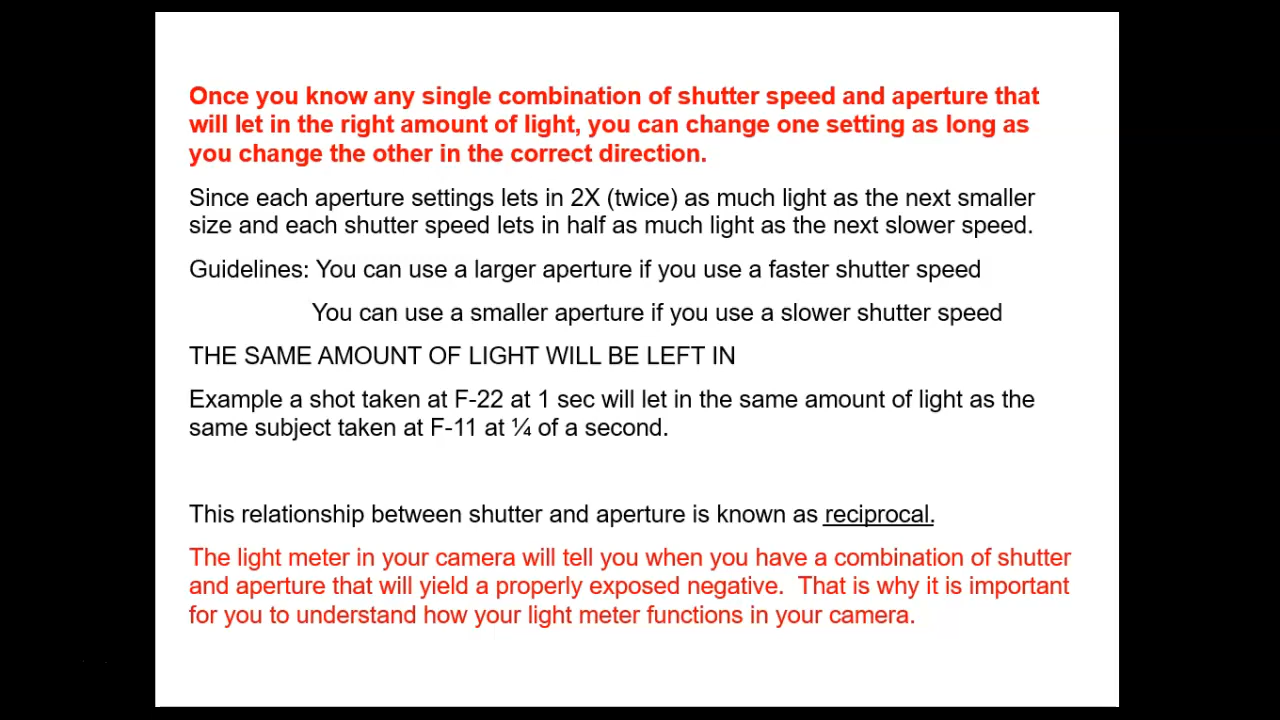 Once you know any single combination of shutter speed and aperture that
will let in the right amount of light, you can change one setting as long as
you change the other in the correct direction.
Since each aperture settings lets in 2X (twice) as much light as the next smaller
size and each shutter speed lets in half as much light as the next slower speed.
Guidelines: You can use a larger aperture if you use a faster shutter speed
You can use a smaller aperture if you use a slower shutter speed
THE SAME AMOUNT OF LIGHT WILL BE LEFT IN
Example a shot taken at F-22 at 1 sec will let in the same amount of light as the
same subject taken at F-11 at ¼ of a second.
This relationship between shutter and aperture is known as reciprocal.
The light meter in your camera will tell you when you have a combination of shutter
and aperture that will yield a properly exposed negative.  That is why it is important
for you to understand how your light meter functions in your camera.